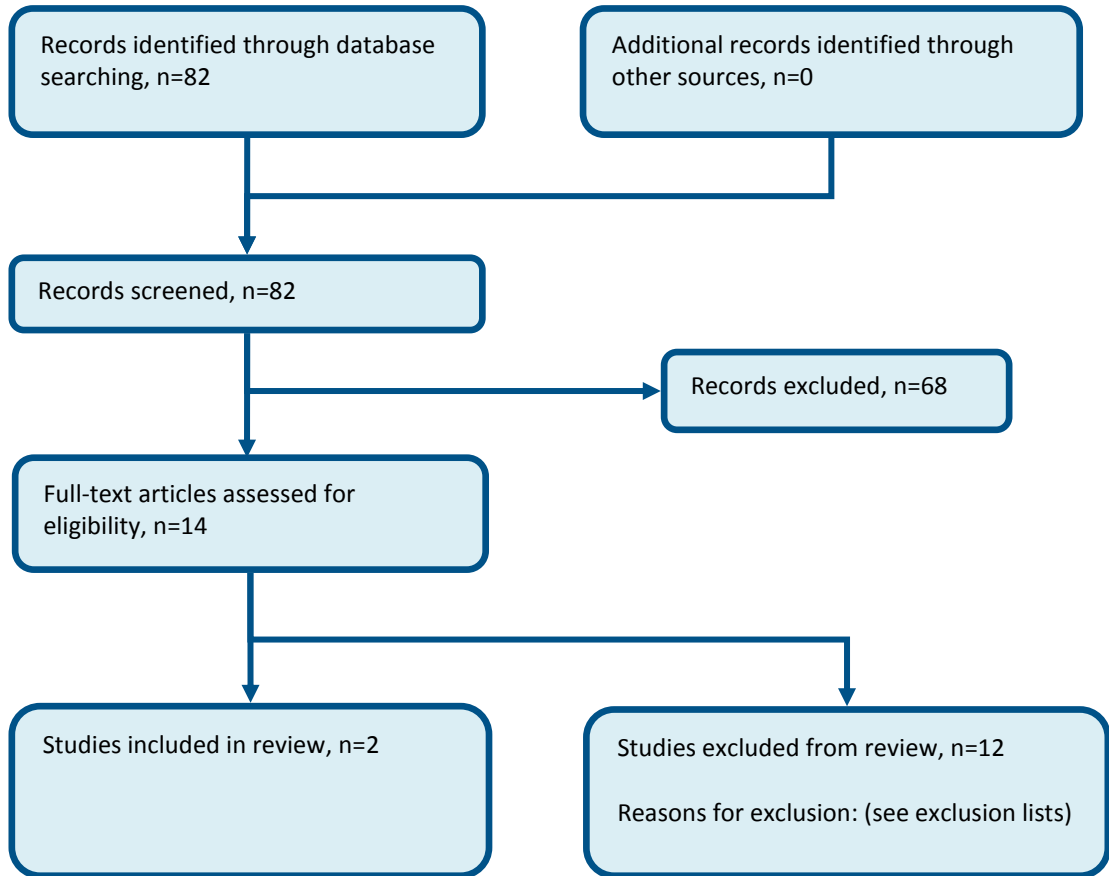 Records identified through database
searching, n=82
Additional records identified through
other sources, n=0
Records screened, n=82
Records excluded, n=68
Full-text articles assessed for
eligibility, n=14
Studies included in review, n=2
Studies excluded from review, n=12
Reasons for exclusion: (see exclusion lists)